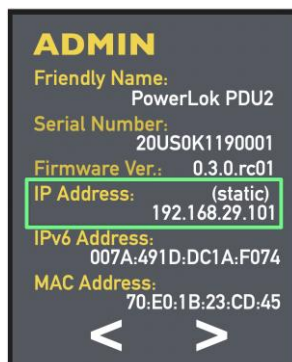 ADMIN
Friendly Name:
PowerLok PDU2
Serial Number:
20US0K1190001
Firmware Ver.: 0.3.0.rc01
IP Address: (static)
192.168.29.101
IPv6 Address:
007A:491D:DC1A:F074
MAC Address:
70:E0:1B:23:CD:45
< >